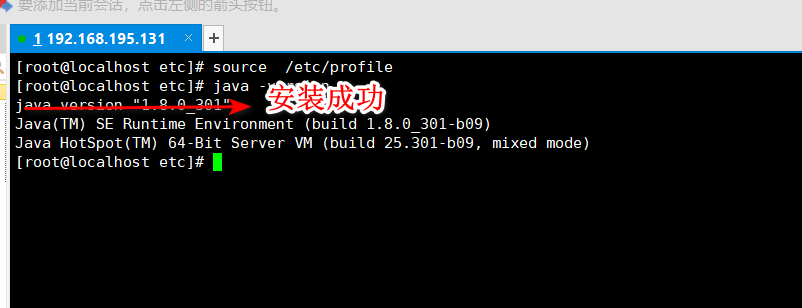 要添加当前会话，点击左侧的箭头按钮。
1 192.168.195.131
[root@localhost etc]# source  /etc/profile
[root@localhost etc]# java
安装成功
java version "1.8.0_301"
Java(TM) SE Runtime Environment (build 1.8.0_301-b09)
Java HotSpot(TM) 64-Bit Server VM (build 25.301-b09, mixed mode)
[root@localhost etc]#